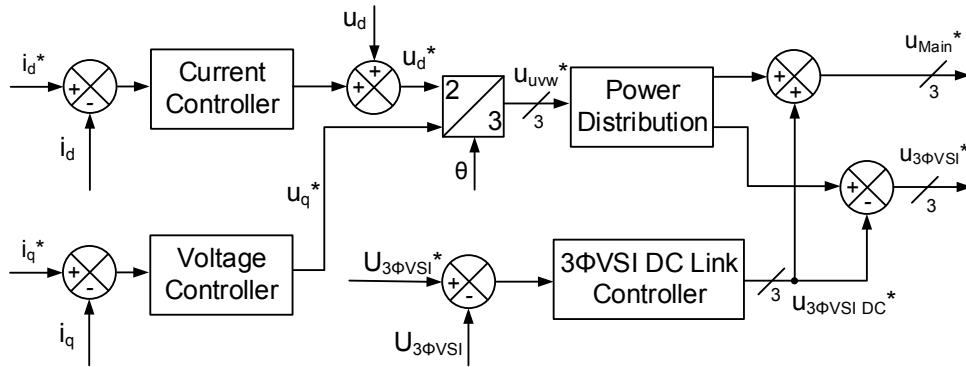 u_d
i_d*
+
-
Current
Controller
+
+
u_d*
2
3
u_uvw*
3
Power
Distribution
+
+
u_Main*
3
i_d
θ
u_q*
+
-
u_3ΦVSI*
3
i_q*
+
-
Voltage
Controller
U_3ΦVSI*
+
-
3ΦVSI DC Link
Controller
3
u_3ΦVSI DC*
i_q
U_3ΦVSI